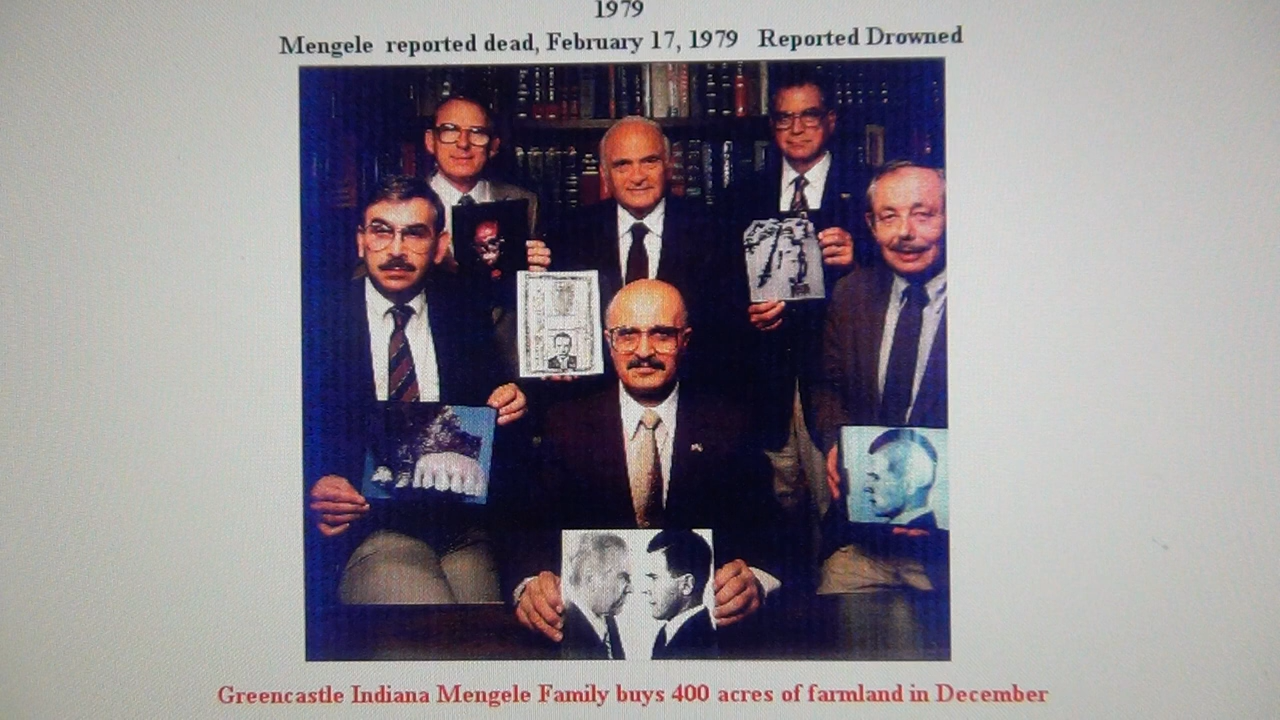 1979
Mengele reported dead, February 17, 1979 Reported Drowned
Greencastle Indiana Mengele Family buys 400 acres of farmland in December